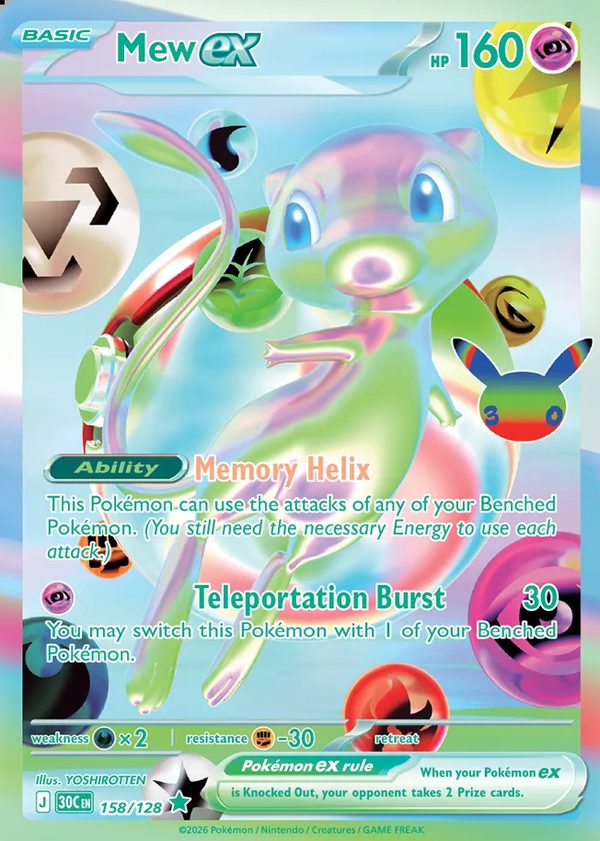 BASIC
Mew ex
HP 160
30
Ability Memory Helix
This Pokémon can use the attacks of any of your Benched
Pokémon. (You still need the necessary Energy to use each
attack.)
Teleportation Burst 30
You may switch this Pokémon with 1 of your Benched
Pokémon.
weakness ×2 resistance -30 retreat
Illus. YOSHIROTTEN
Pokémon ex rule
When your Pokémon ex
is Knocked Out, your opponent takes 2 Prize cards.
J 30C EN 158/128
©2026 Pokémon / Nintendo / Creatures / GAME FREAK